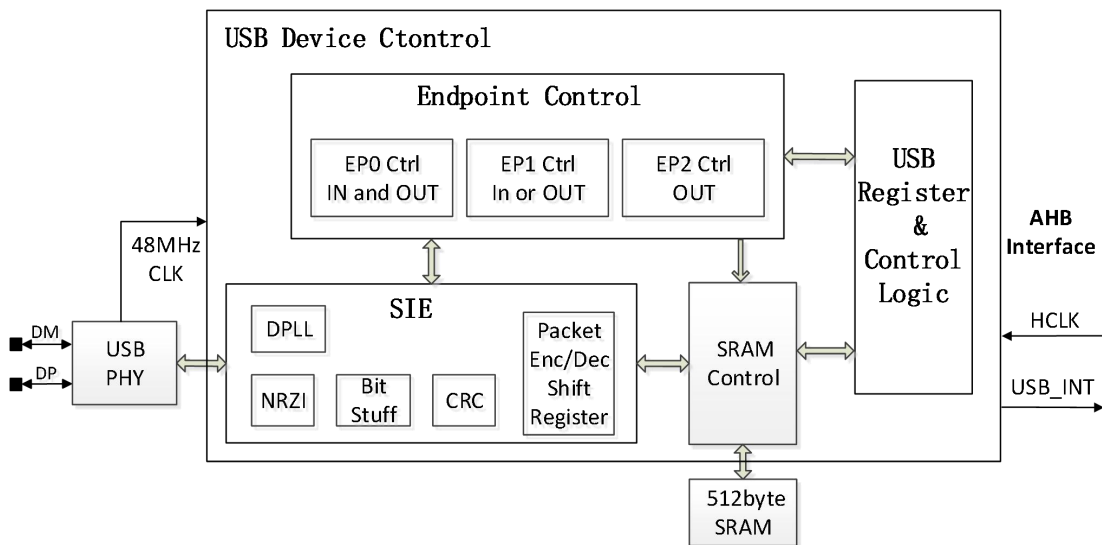 USB Device Ctontrol
Endpoint Control
EP0 Ctrl
IN and OUT
EP1 Ctrl
In or OUT
EP2 Ctrl
OUT
USB
Register
&
Control
Logic
AHB
Interface
48MHz
CLK
SIE
DPLL
NRZI
Bit
Stuff
CRC
Packet
Enc/Dec
Shift
Register
SRAM
Control
HCLK
USB_INT
DM
DP
USB
PHY
512byte
SRAM